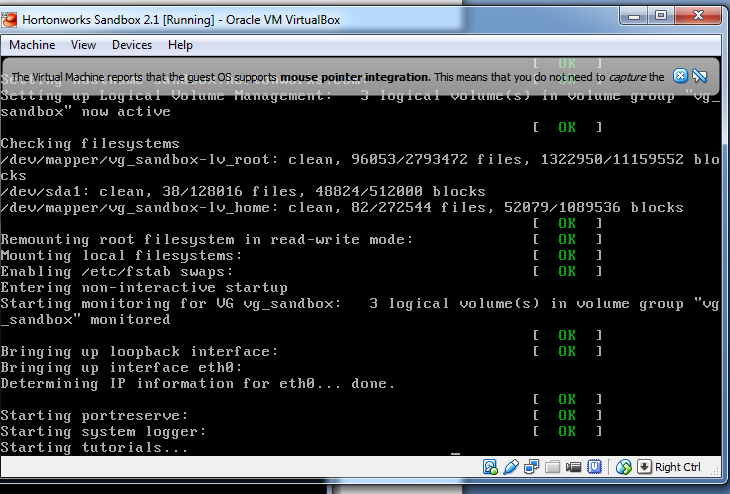 Hortonworks Sandbox 2.1 [Running] - Oracle VM VirtualBox
Machine View Devices Help
[ OK ]
The Virtual Machine reports that the guest OS supports mouse pointer integration. This means that you do not need to capture the
Setting up Logical Volume Management: 3 logical volume(s) in volume group "vg_
sandbox" now active
[ OK ]
Checking filesystems
/dev/mapper/vg_sandbox-lv_root: clean, 96053/2793472 files, 1322950/11159552 blo
cks
/dev/sda1: clean, 38/128016 files, 48824/512000 blocks
/dev/mapper/vg_sandbox-lv_home: clean, 82/272544 files, 52079/1089536 blocks
[ OK ]
Remounting root filesystem in read-write mode: [ OK ]
Mounting local filesystems: [ OK ]
Enabling /etc/fstab swaps: [ OK ]
Entering non-interactive startup
Starting monitoring for VG vg_sandbox: 3 logical volume(s) in volume group "vg
_sandbox" monitored
[ OK ]
Bringing up loopback interface: [ OK ]
Bringing up interface eth0:
Determining IP information for eth0... done.
[ OK ]
Starting portreserve: [ OK ]
Starting system logger: [ OK ]
Starting tutorials... _
Right Ctrl